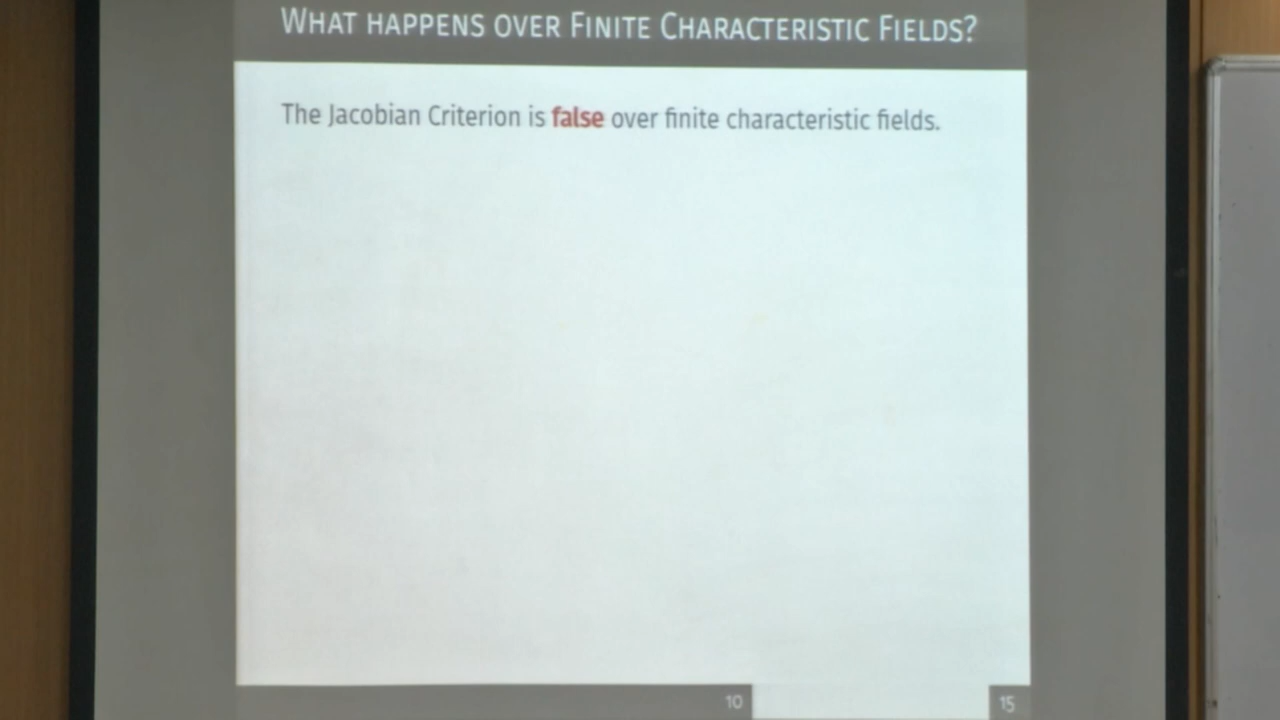 WHAT HAPPENS OVER FINITE CHARACTERISTIC FIELDS?
The Jacobian Criterion is false over finite characteristic fields.
10
15